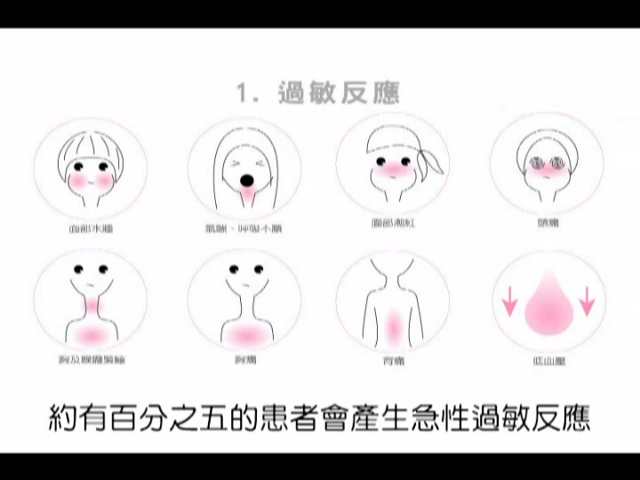 1. 過敏反應
面部水腫
氣喘、呼吸不順
面部潮紅
頭痛
胸及喉嚨緊縮
胸痛
背痛
低血壓
約有百分之五的患者會產生急性過敏反應